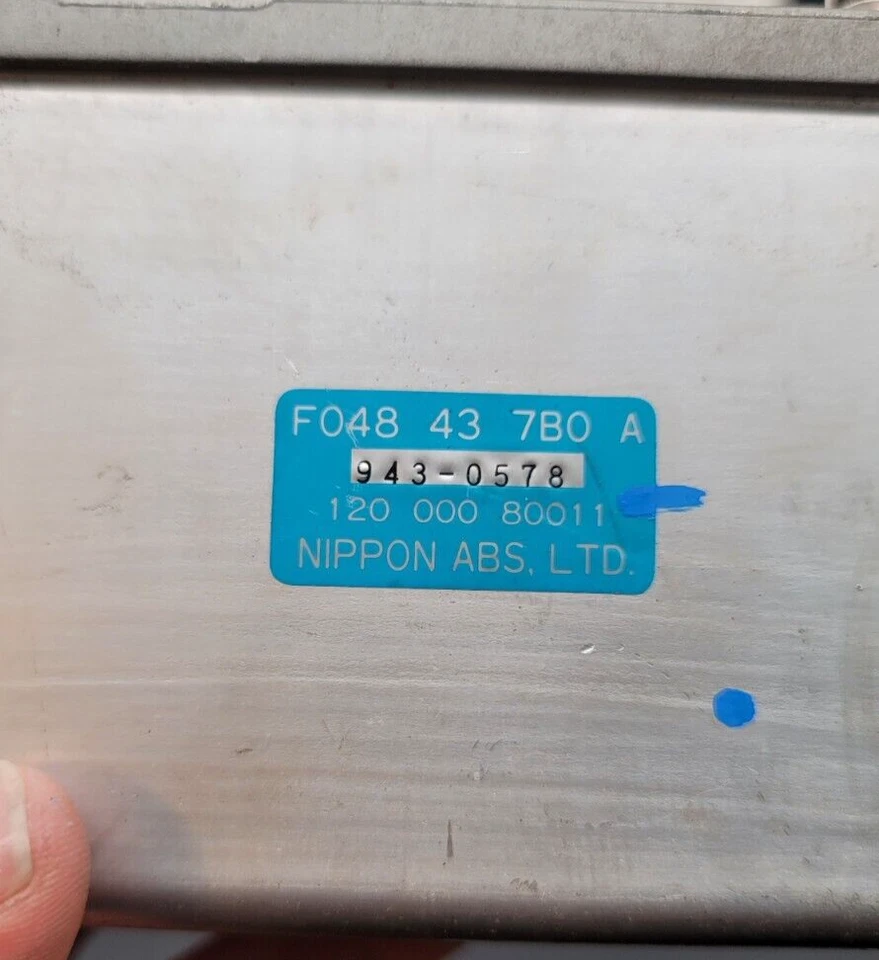 F048 43 7B0 A
943-0578
120 000 80011
NIPPON ABS, LTD.